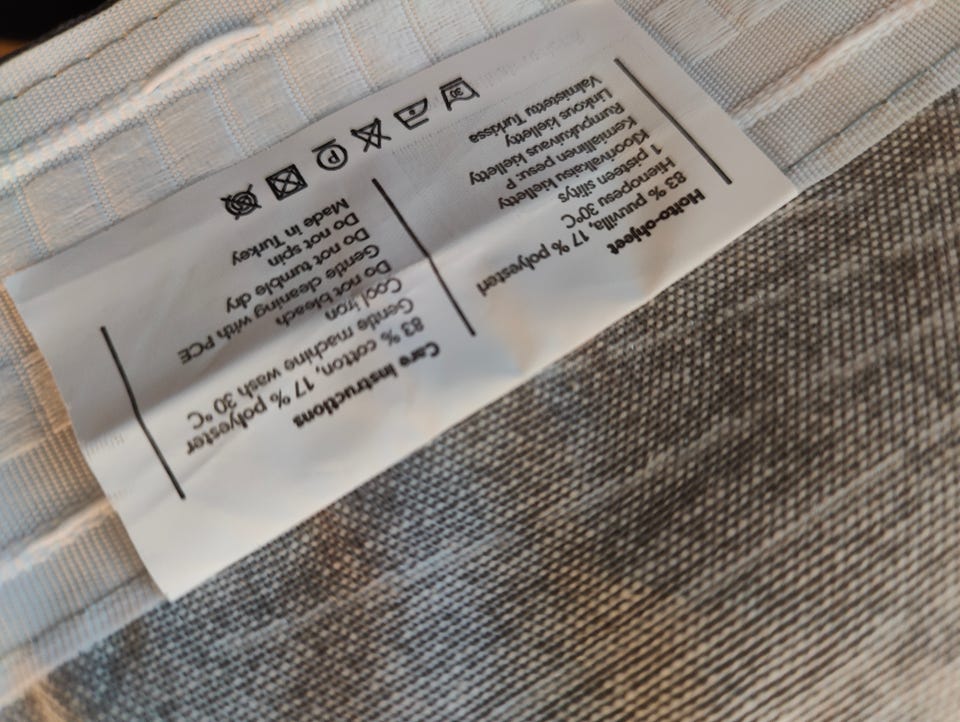 Hoito-ohjeet
83 % puuvilla, 17 % polyesteri
Hienopesu 30°C
1 pisteen silitys
Kloorivalkaisu kielletty
Kemiallinen pesu: P
Rumpukuivaus kielletty
Linkous kielletty
Valmistettu Turkissa
30
P
Care instructions
83 % cotton, 17 % polyester
Gentle machine wash 30 °C
Cool iron
Do not bleach
Gentle cleaning with PCE
Do not tumble dry
Do not spin
Made in Turkey